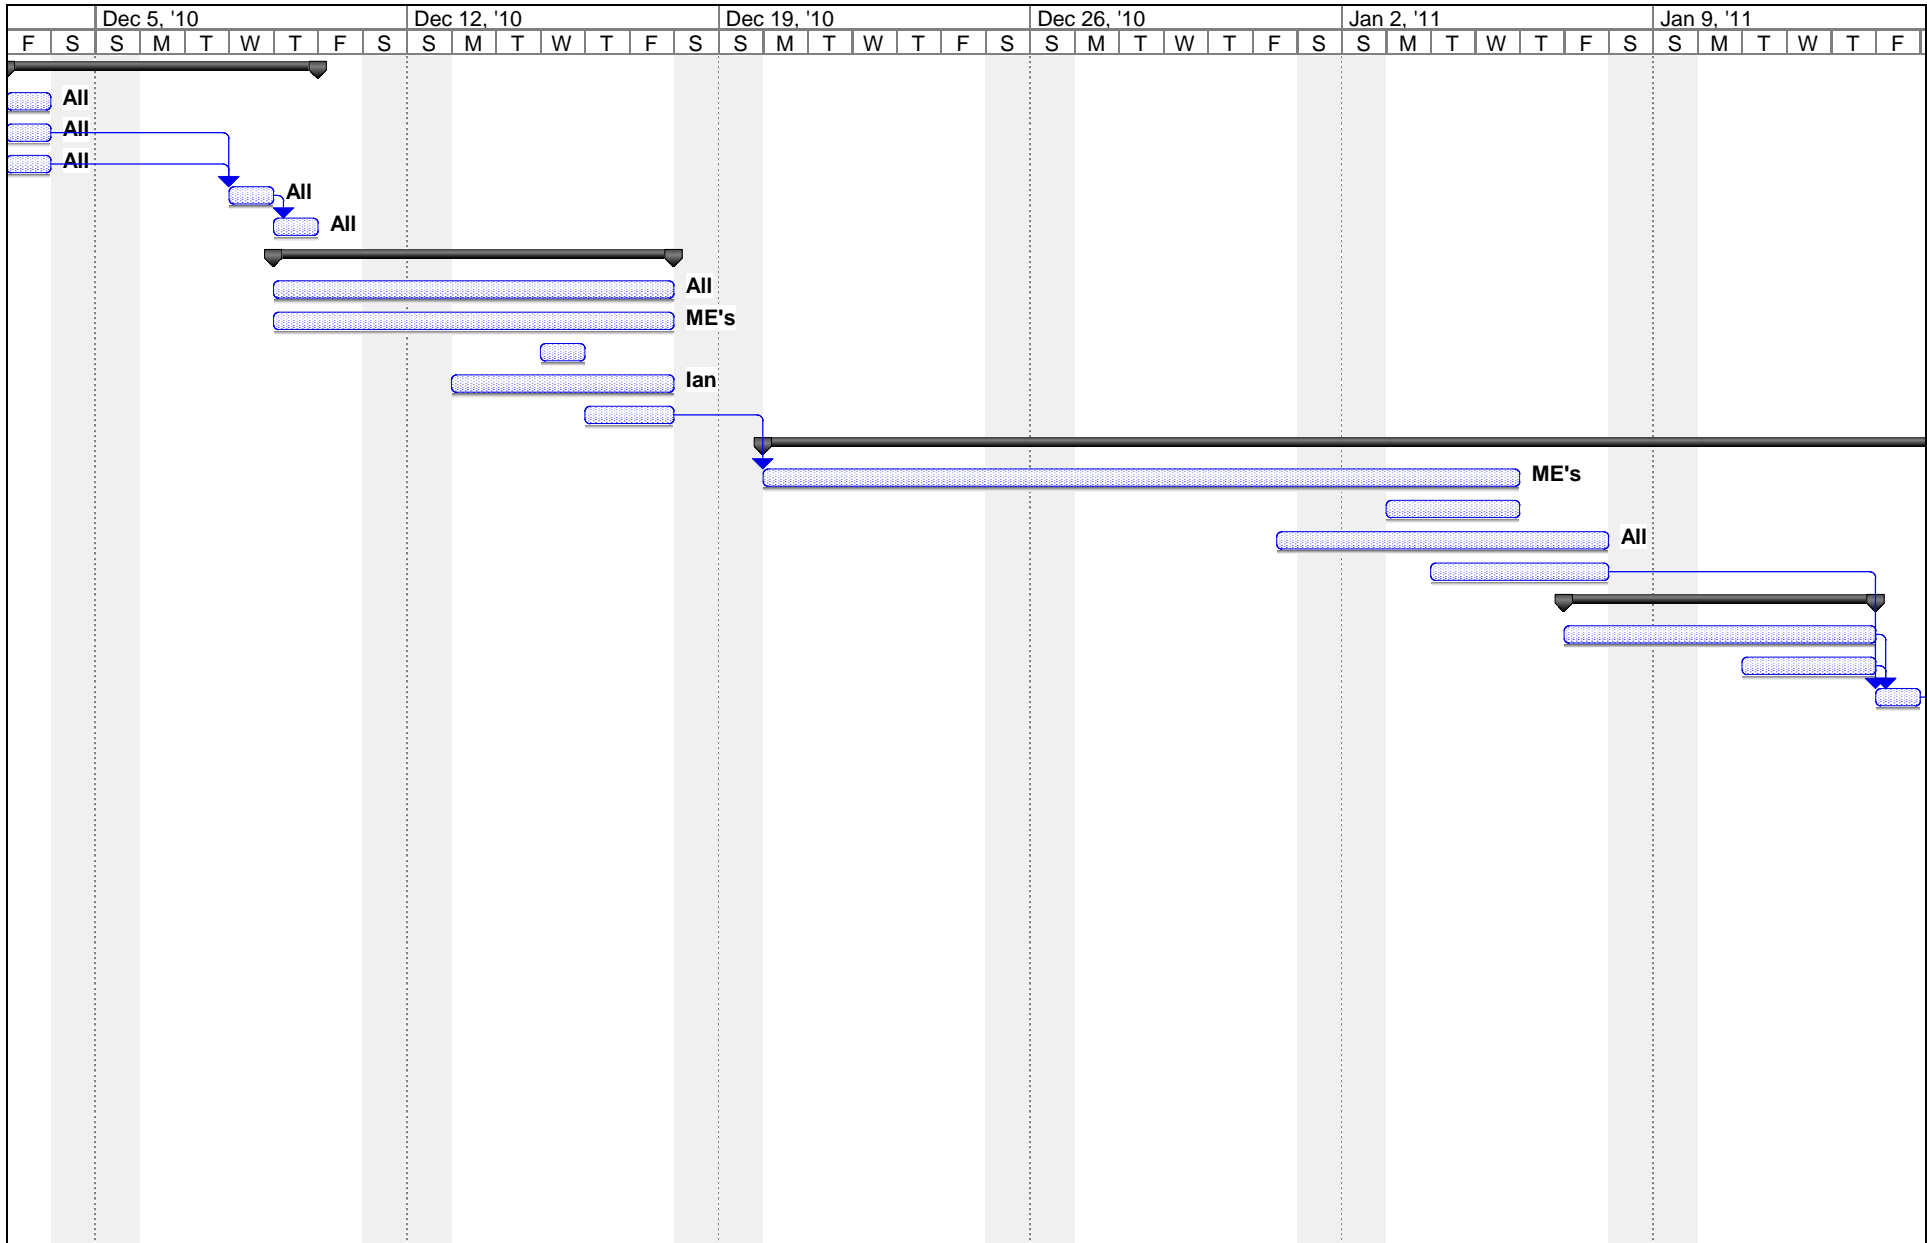 Dec 5, '10 Dec 12, '10 Dec 19, '10 Dec 26, '10 Jan 2, '11 Jan 9, '11
F S S M T W T F S S M T W T F S S M T W T F S S M T W T F S S M T W T F S S M T W T F
All
All
All
All
All
All
ME's
Ian
ME's
All